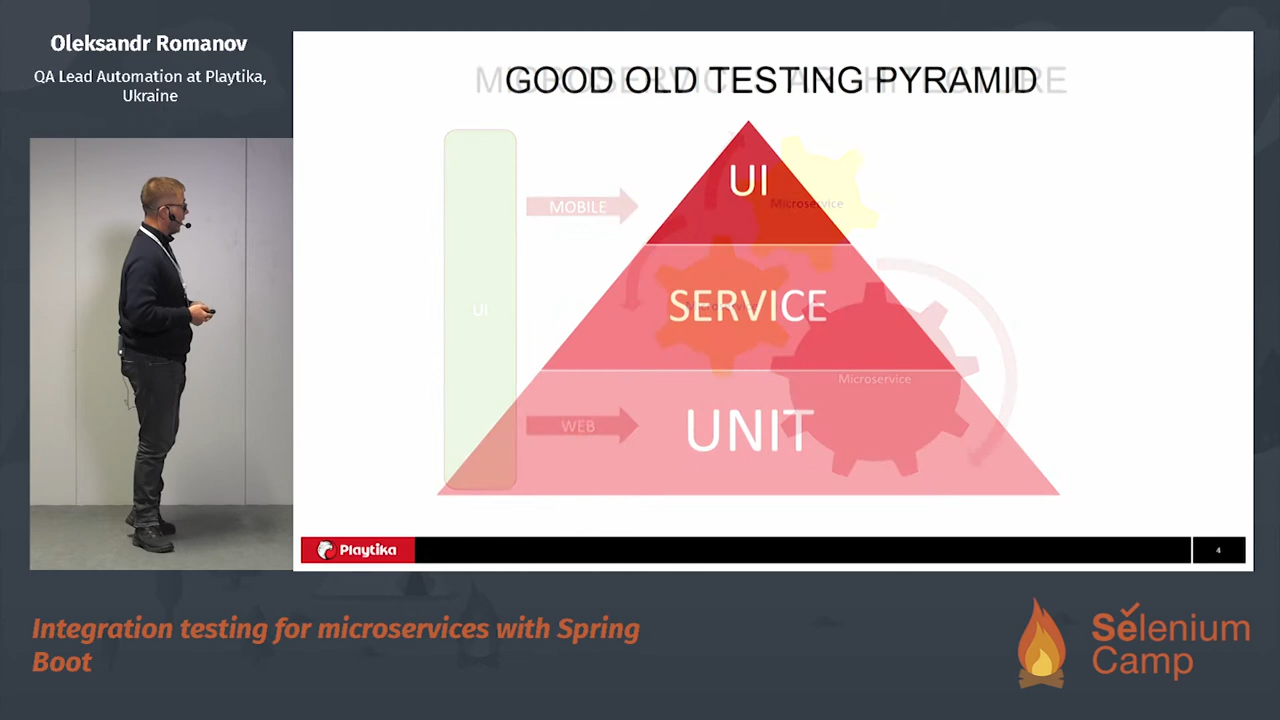 Oleksandr Romanov
QA Lead Automation at Playtika,
Ukraine
GOOD OLD TESTING PYRAMID
UI
Microservice
MOBILE
SERVICE
UI
Microservice
WEB
UNIT
Playtika
4
Integration testing for microservices with Spring
Boot
Selenium
Camp